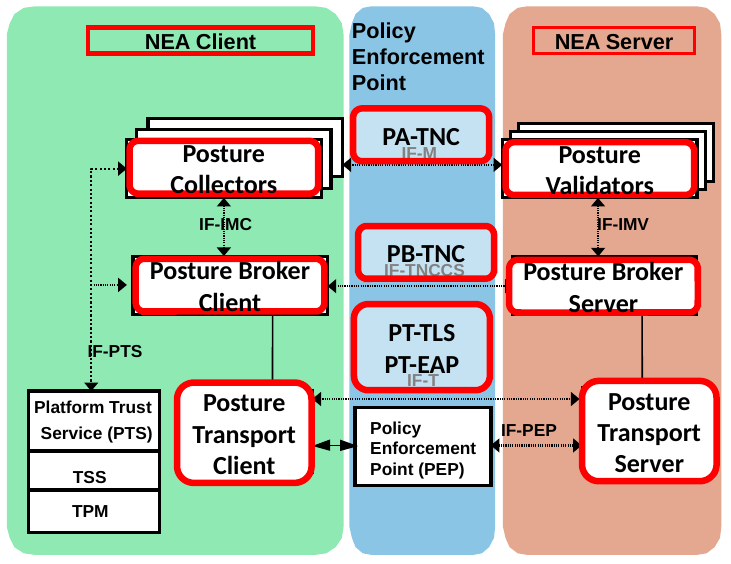 NEA Client
Policy
Enforcement
Point
NEA Server
PA-TNC
IF-M
Posture
Collectors
Posture
Validators
IF-IMC
IF-IMV
PB-TNC
IF-TNCCS
Posture Broker
Client
Posture Broker
Server
PT-TLS
PT-EAP
IF-T
IF-PTS
Platform Trust
Service (PTS)
TSS
TPM
Posture
Transport
Client
Policy
Enforcement
Point (PEP)
IF-PEP
Posture
Transport
Server